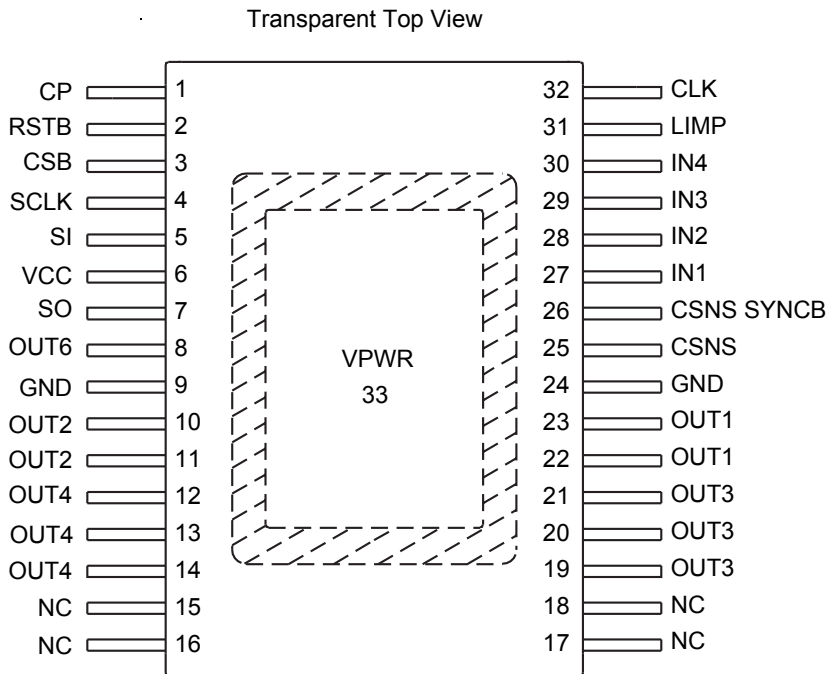 Transparent Top View
CP 1 32 CLK
RSTB 2 31 LIMP
CSB 3 30 IN4
SCLK 4 29 IN3
SI 5 28 IN2
VCC 6 27 IN1
SO 7 26 CSNS SYNCB
OUT6 8 25 CSNS
GND 9 24 GND
OUT2 10 23 OUT1
OUT2 11 22 OUT1
OUT4 12 21 OUT3
OUT4 13 20 OUT3
OUT4 14 19 OUT3
NC 15 18 NC
NC 16 17 NC
VPWR
33